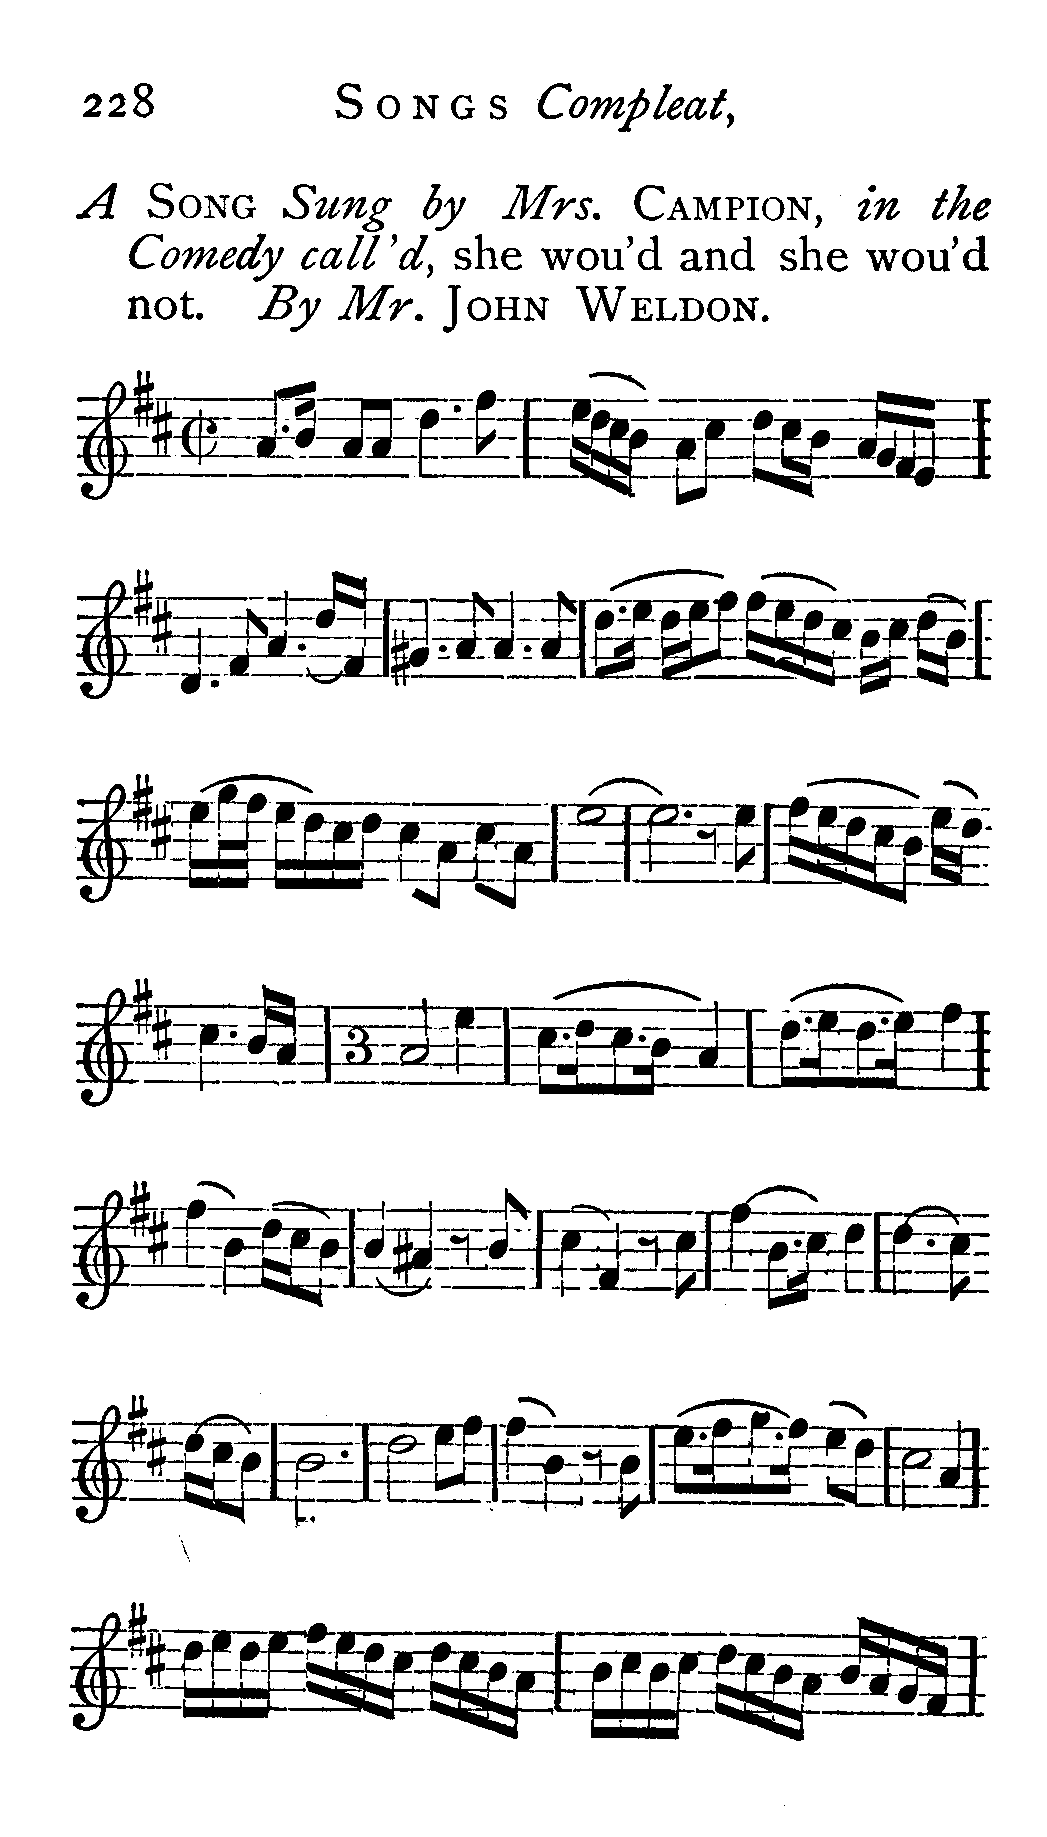 228 SONGS Compleat,
A SONG Sung by Mrs. CAMPION, in the
Comedy call'd, she wou'd and she wou'd
not. By Mr. JOHN WELDON.
3